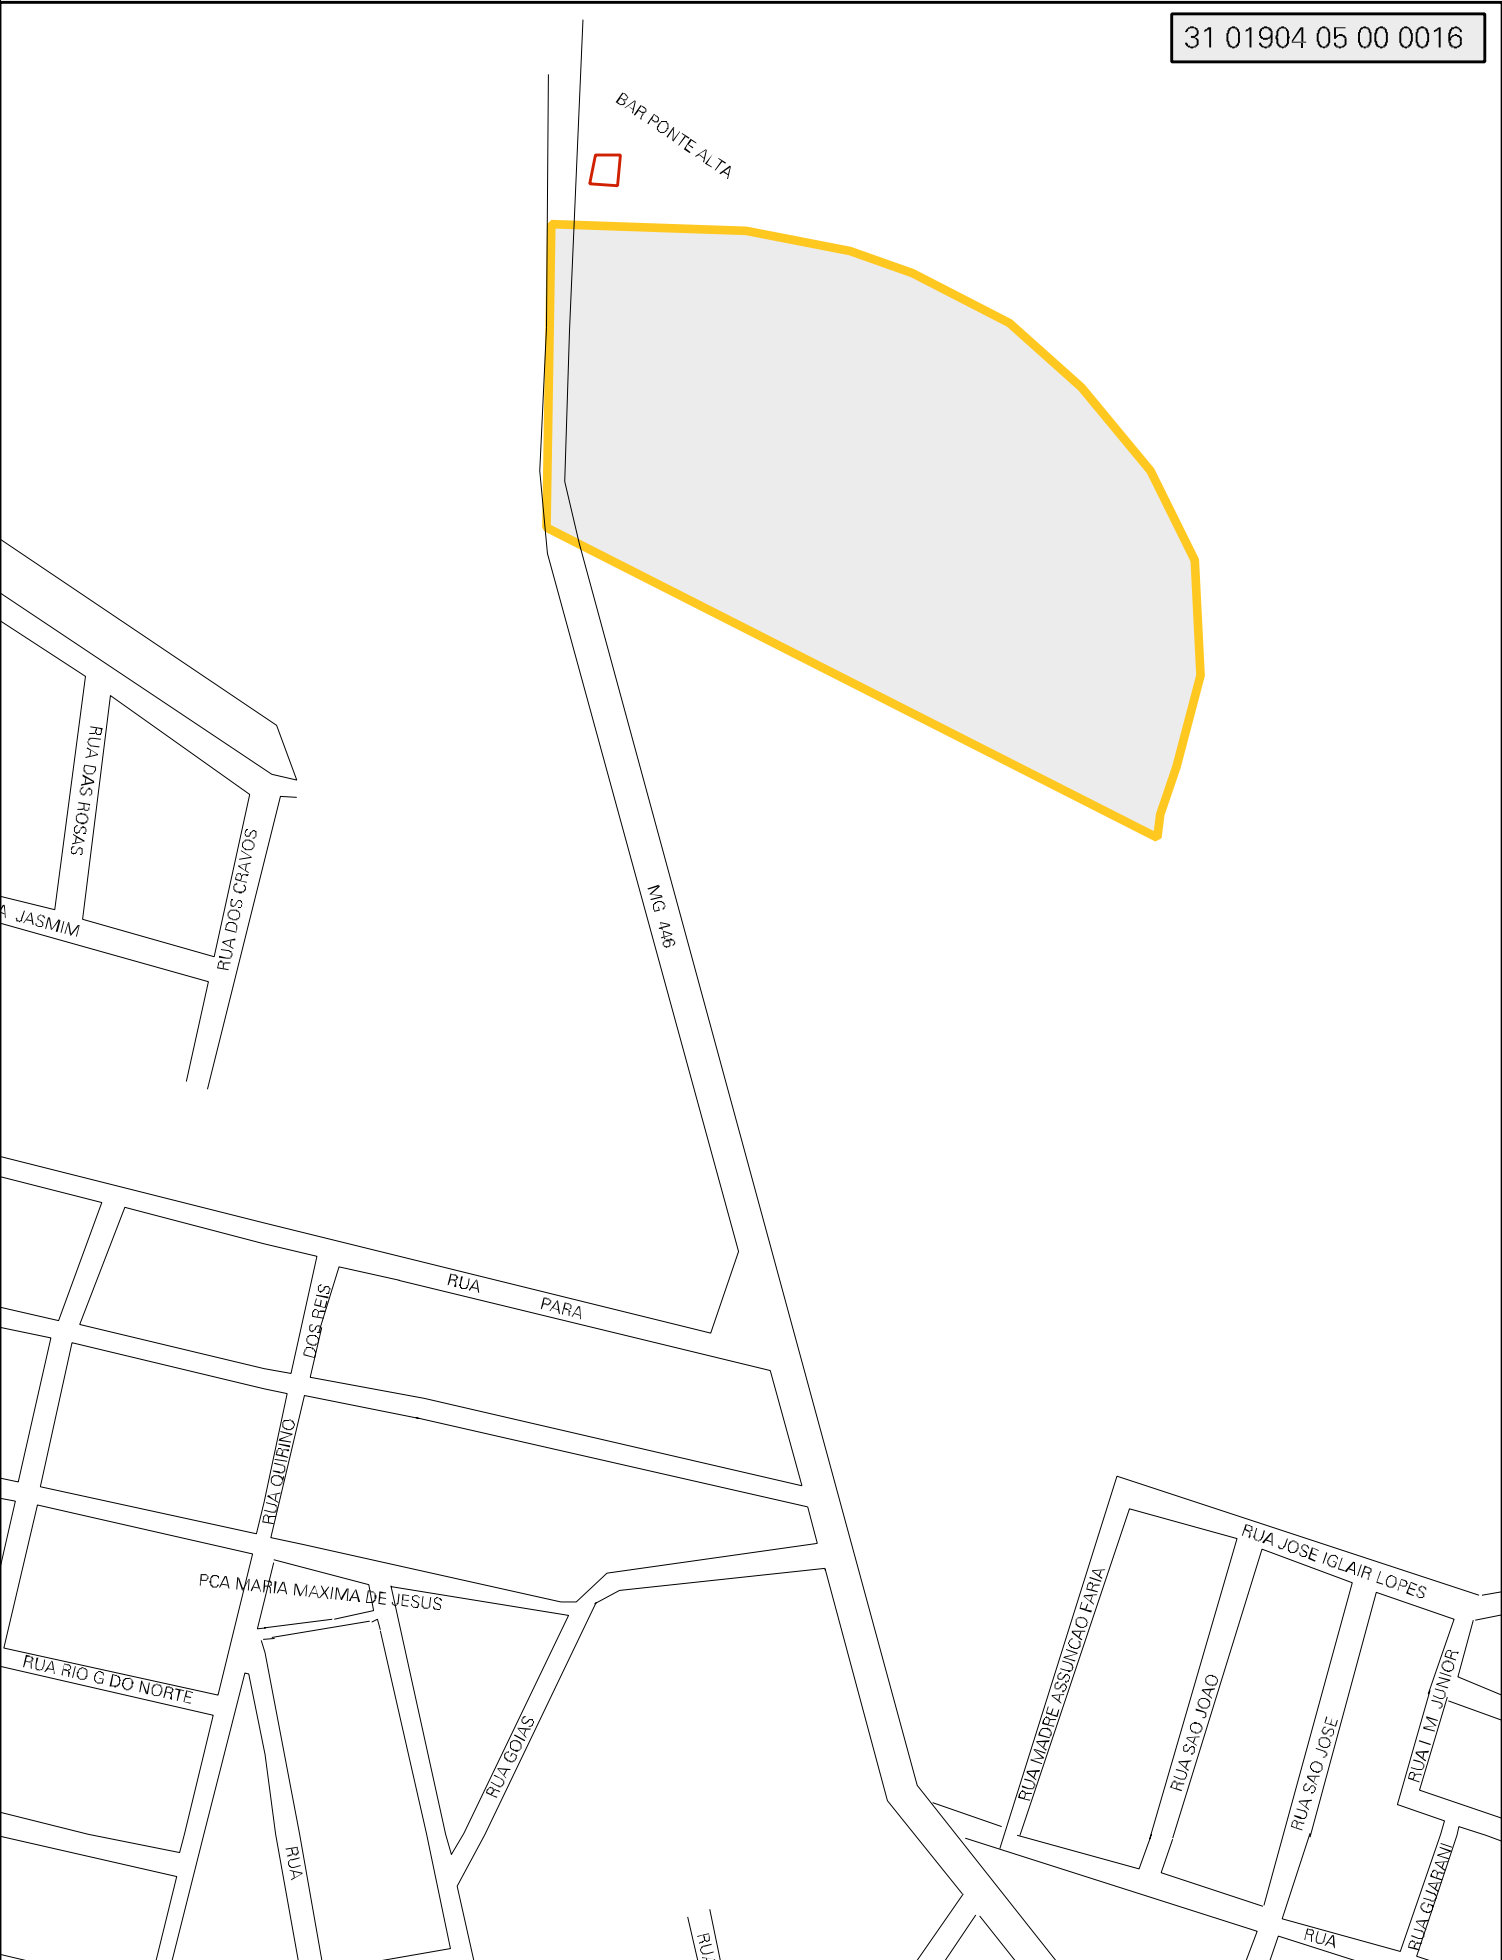 31 01904 05 00 0016
BAR PONTE ALTA
RUA DAS ROSAS
RUA DOS CRAVOS
A JASMIM
MG 446
RUA PARA
DOS REIS
RUA QUIRINO
PCA MARIA MAXIMA DE JESUS
RUA RIO G DO NORTE
RUA GOIAS
RUA
RUA
RUA JOSE IGLAIR LOPES
RUA MADRE ASSUNCAO FARIA
RUA SAO JOAO
RUA SAO JOSE
RUA I M JUNIOR
RUA GUARANI
RUA